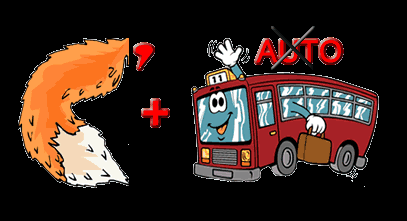 , AUTO
11
+